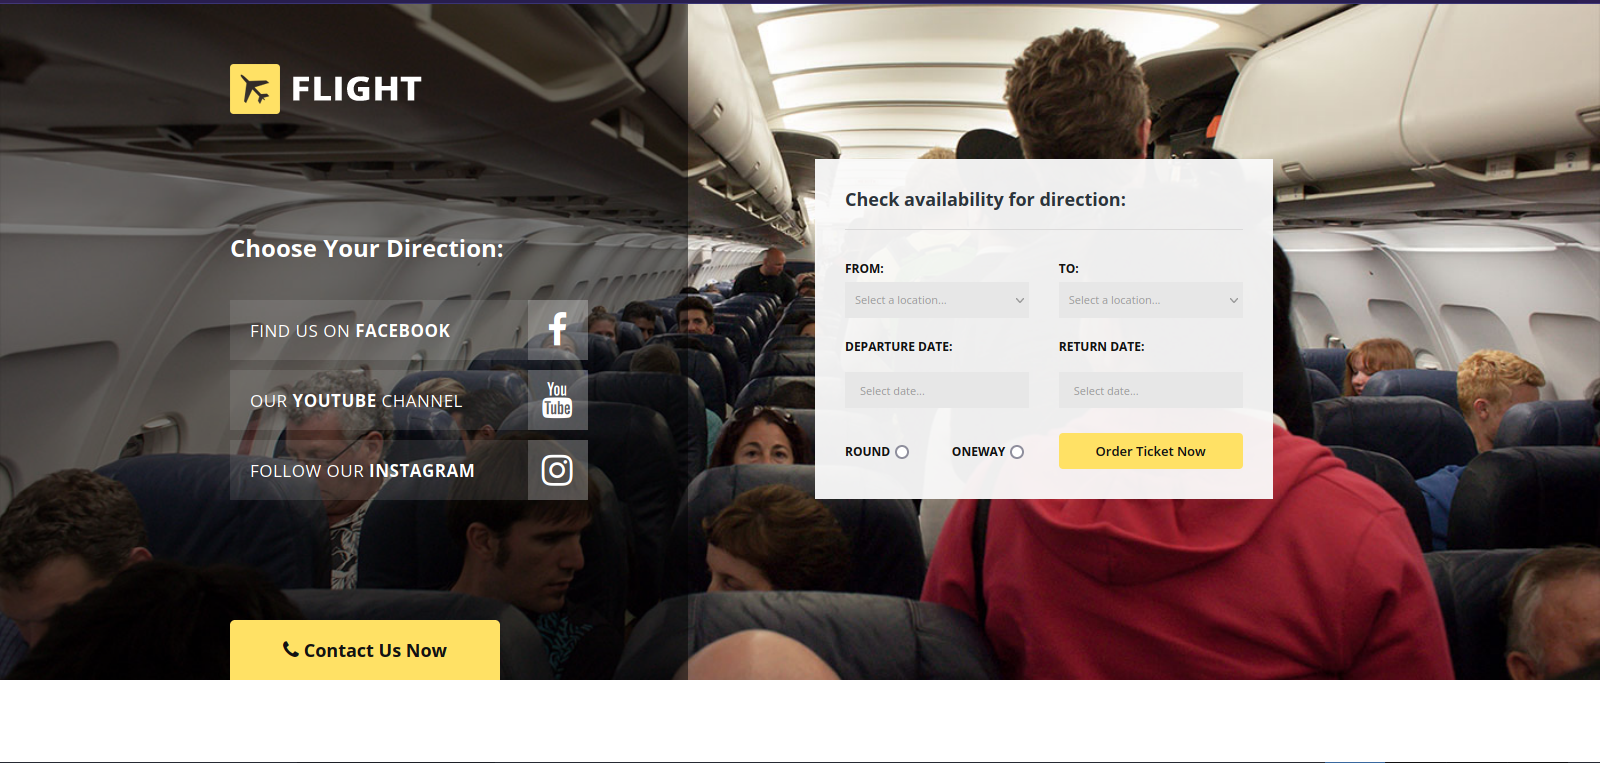 FLIGHT
Choose Your Direction:
FIND US ON FACEBOOK
You
Tube
OUR YOUTUBE CHANNEL
FOLLOW OUR INSTAGRAM
Contact Us Now
Check availability for direction:
FROM: TO:
Select a location... Select a location...
DEPARTURE DATE: RETURN DATE:
Select date... Select date...
ROUND ONEWAY Order Ticket Now